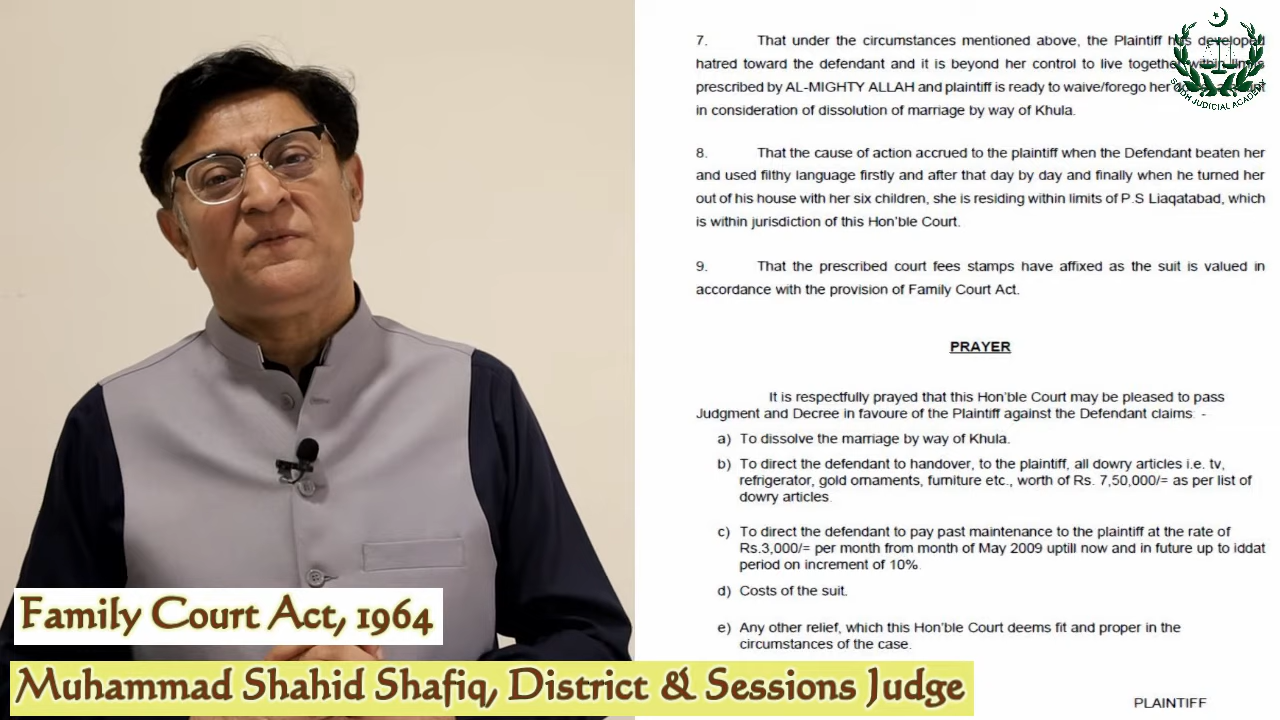 7. That under the circumstances mentioned above, the Plaintiff has developed
hatred toward the defendant and it is beyond her control to live together within limits
prescribed by AL-MIGHTY ALLAH and plaintiff is ready to waive/forego her
in consideration of dissolution of marriage by way of Khula.
8. That the cause of action accrued to the plaintiff when the Defendant beaten her
and used filthy language firstly and after that day by day and finally when he turned her
out of his house with her six children, she is residing within limits of P.S Liaqatabad, which
is within jurisdiction of this Hon'ble Court.
9. That the prescribed court fees stamps have affixed as the suit is valued in
accordance with the provision of Family Court Act.
PRAYER
It is respectfully prayed that this Hon'ble Court may be pleased to pass
Judgment and Decree in favoure of the Plaintiff against the Defendant claims. -
a) To dissolve the marriage by way of Khula.
b) To direct the defendant to handover, to the plaintiff, all dowry articles i.e. tv,
refrigerator, gold ornaments, furniture etc., worth of Rs. 7,50,000/= as per list of
dowry articles.
c) To direct the defendant to pay past maintenance to the plaintiff at the rate of
Rs.3,000/= per month from month of May 2009 uptill now and in future up to iddat
period on increment of 10%.
d) Costs of the suit.
e) Any other relief, which this Hon'ble Court deems fit and proper in the
circumstances of the case.
PLAINTIFF
SINDH JUDICIAL ACADEMY
Family Court Act, 1964
Muhammad Shahid Shafiq, District & Sessions Judge